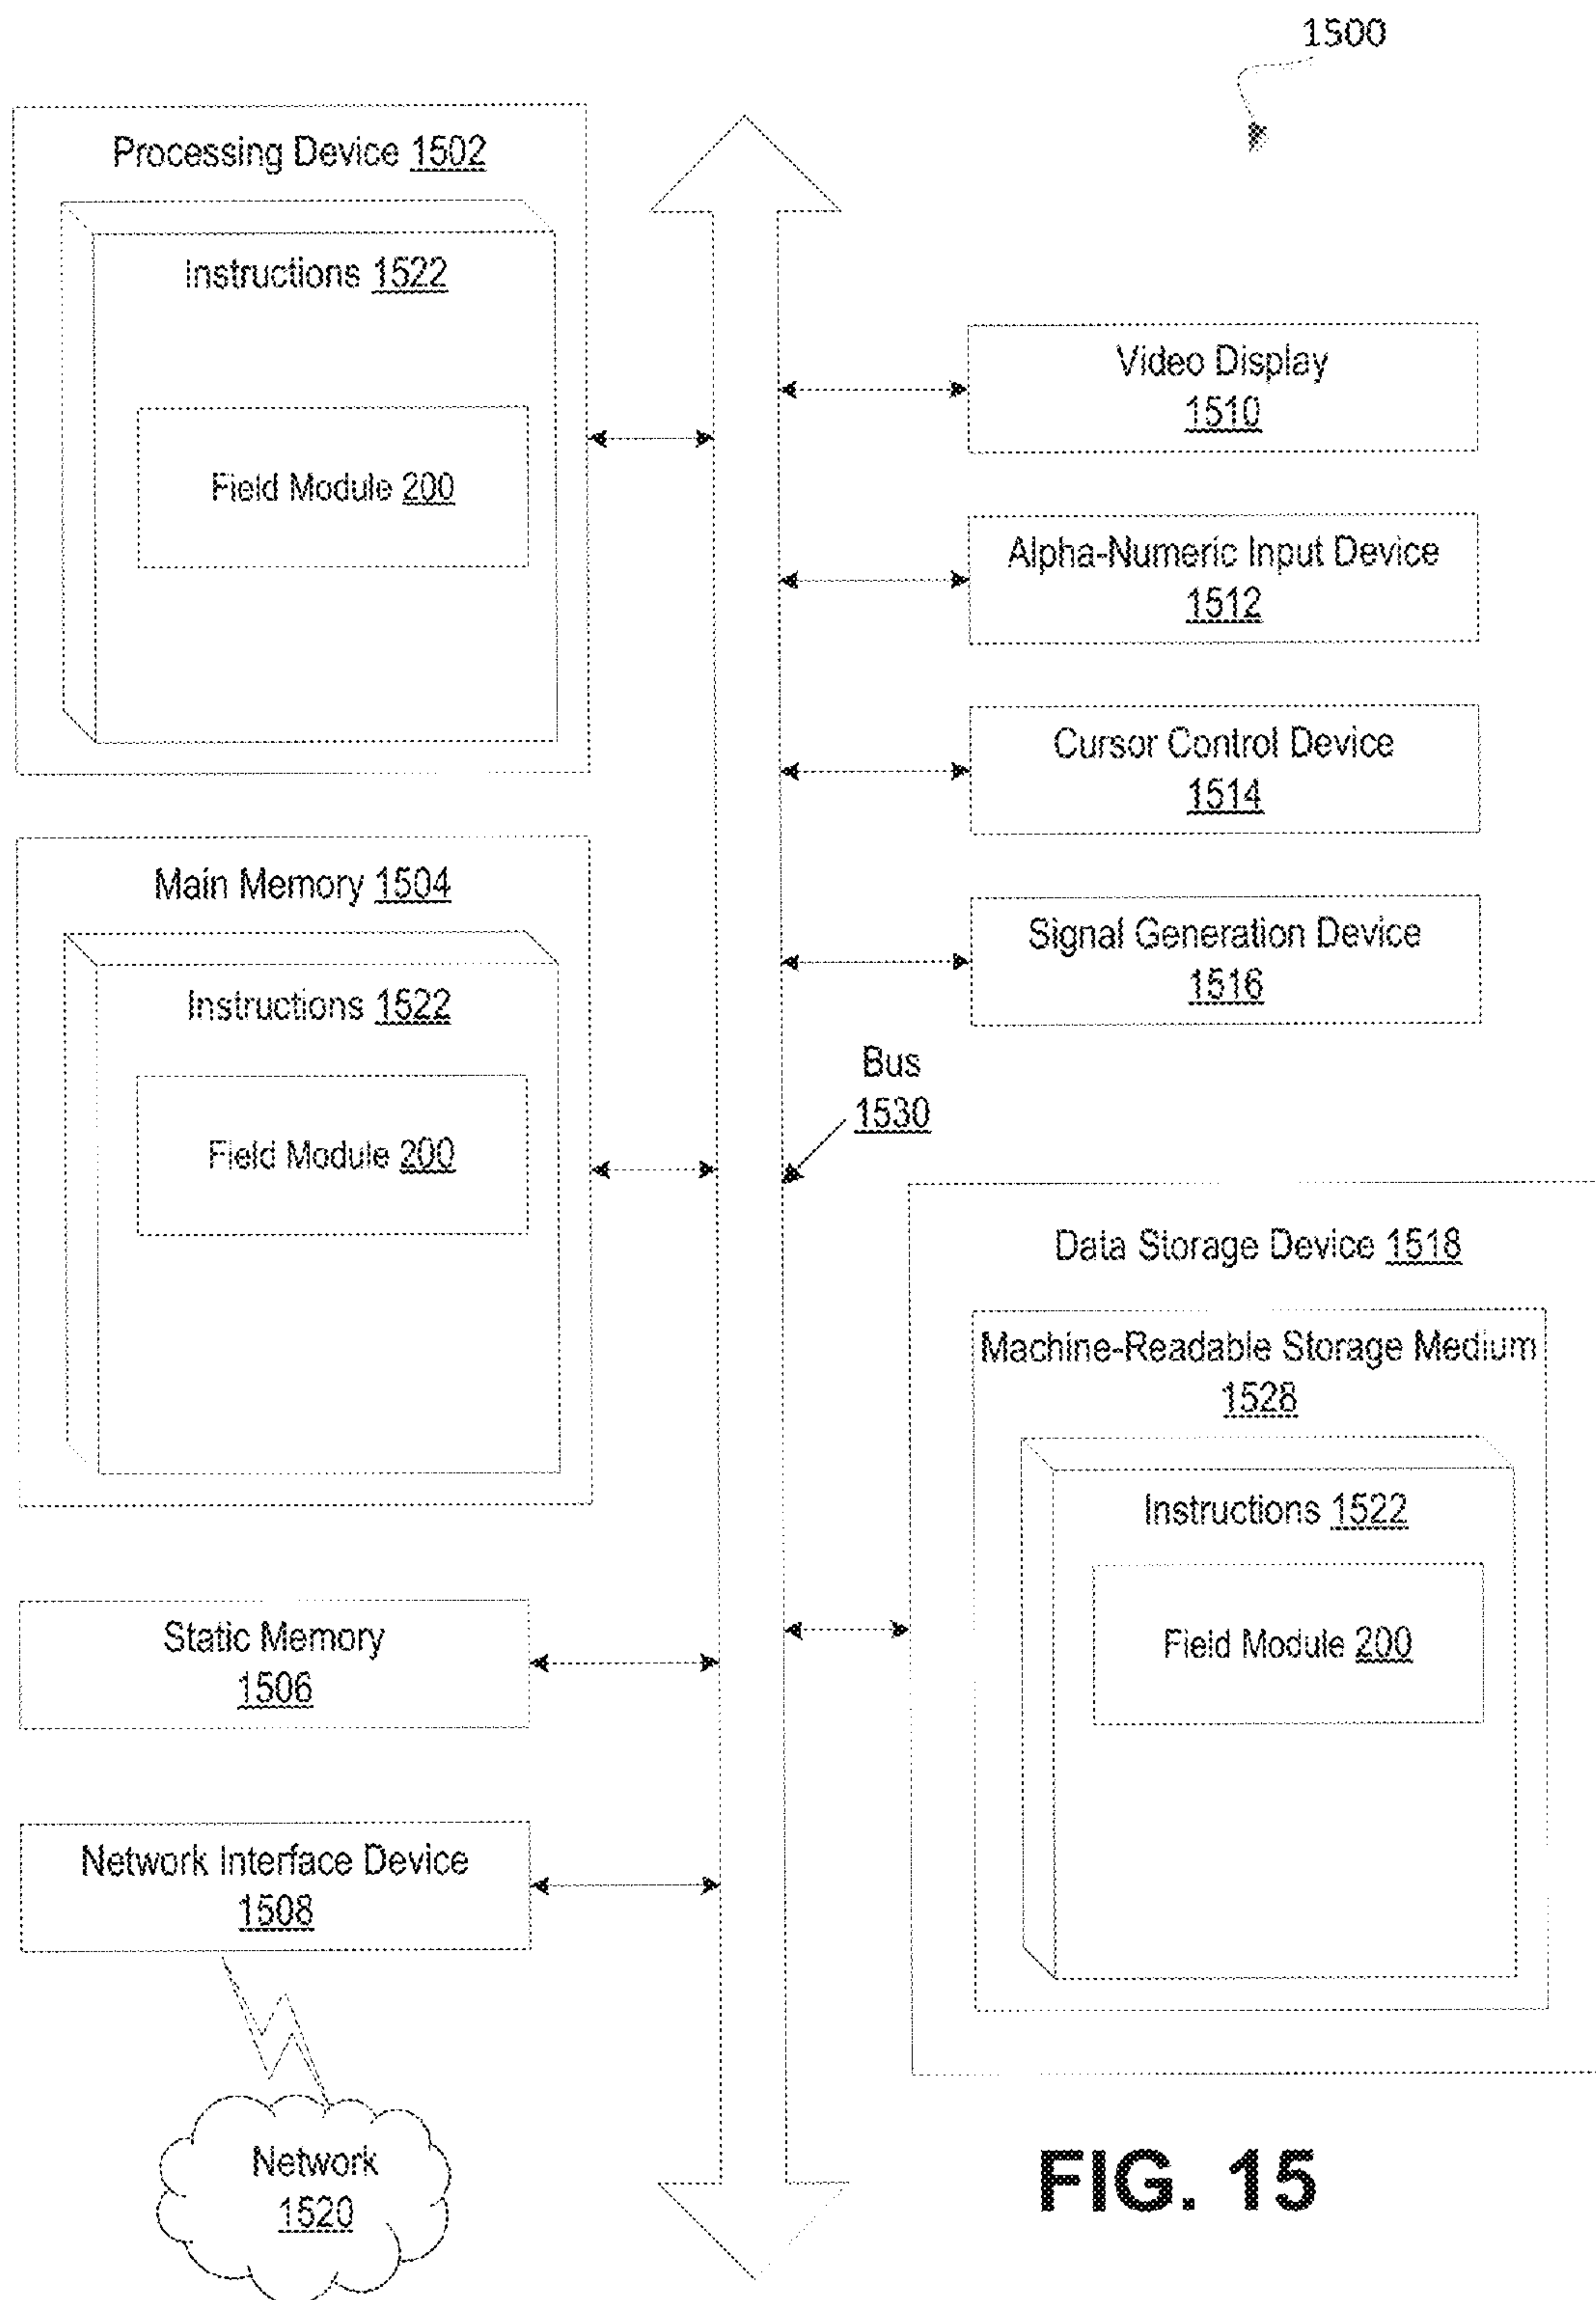 1500
Processing Device 1502
Instructions 1522
Field Module 200
Main Memory 1504
Instructions 1522
Field Module 200
Static Memory
1506
Network Interface Device
1508
Network
1520
Video Display
1510
Alpha-Numeric Input Device
1512
Cursor Control Device
1514
Signal Generation Device
1516
Bus
1530
Data Storage Device 1518
Machine-Readable Storage Medium
1528
Instructions 1522
Field Module 200
FIG. 15